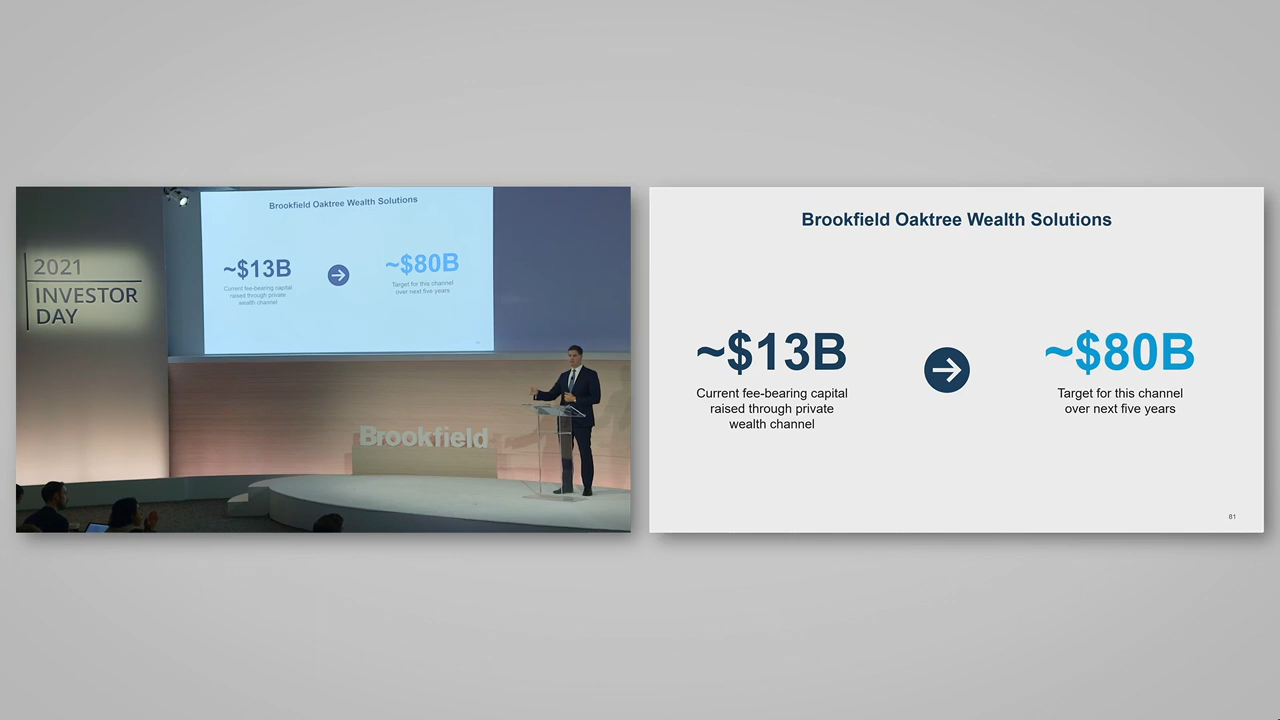 2021
INVESTOR
DAY
Brookfield Oaktree Wealth Solutions
~$13B
Current fee-bearing capital
raised through private
wealth channel
~$80B
Target for this channel
over next five years
Brookfield
Brookfield Oaktree Wealth Solutions
~$13B
Current fee-bearing capital
raised through private
wealth channel
~$80B
Target for this channel
over next five years
81